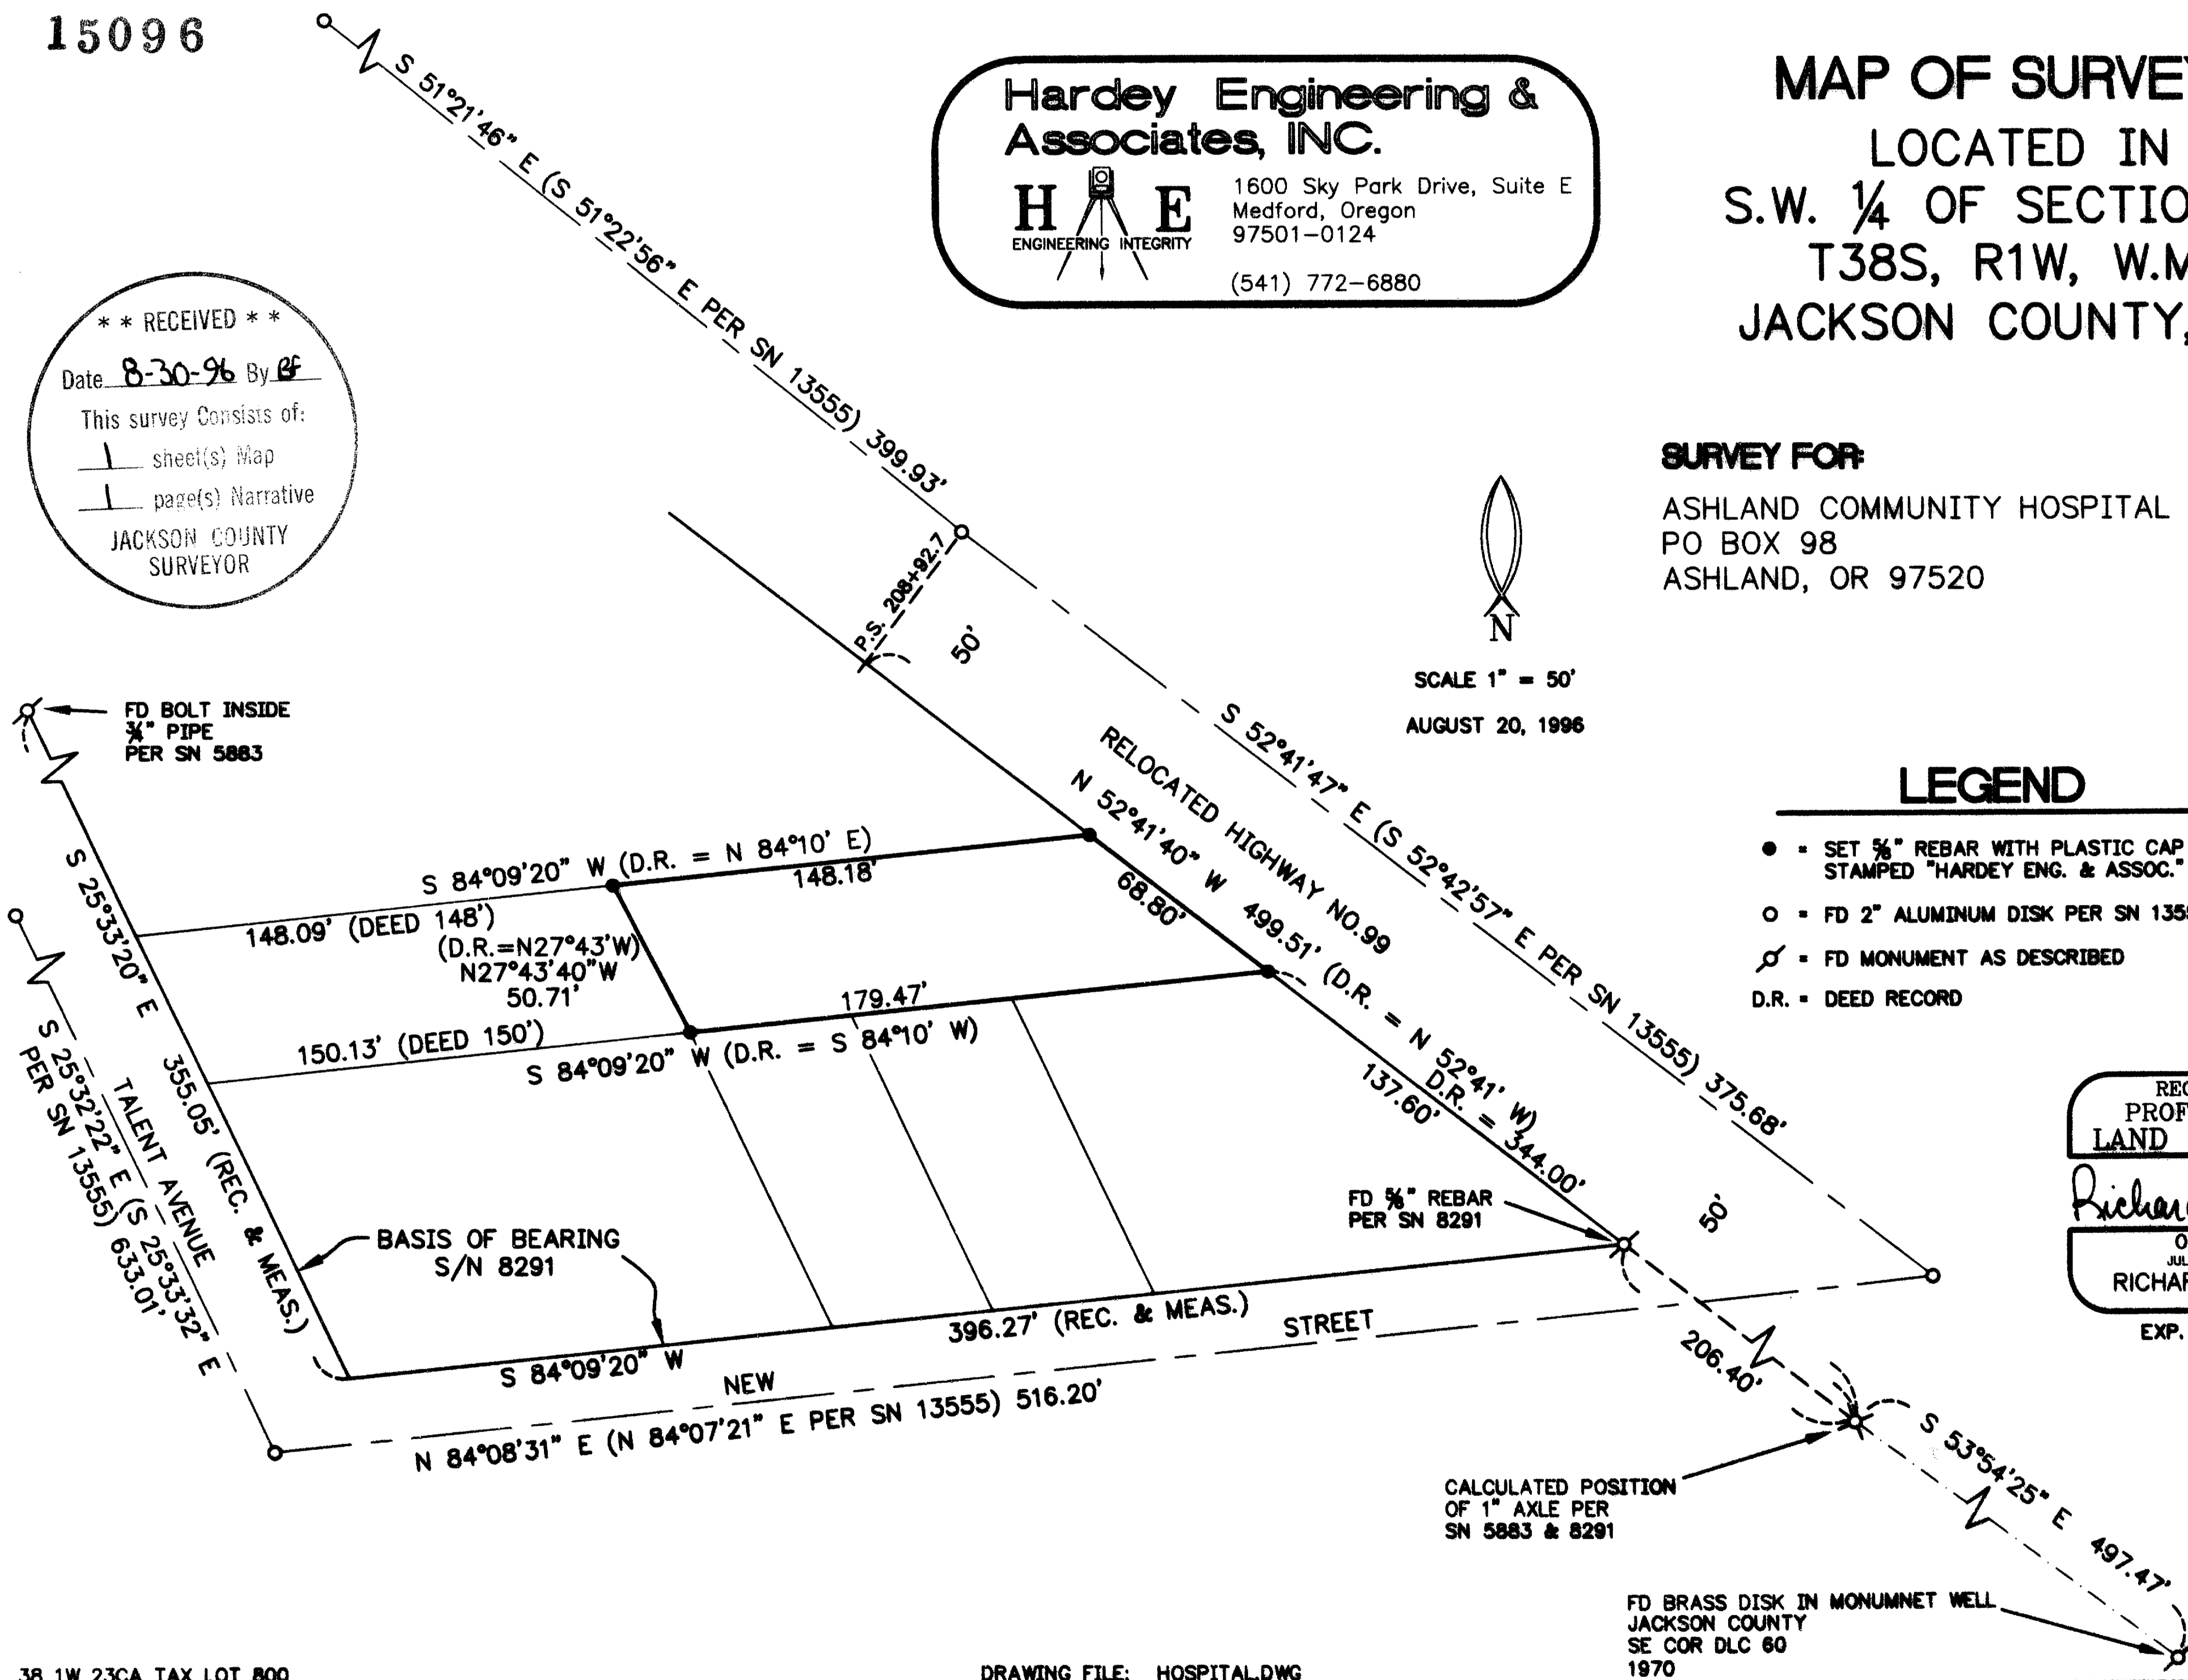 15096
Hardey Engineering &
Associates, INC.
H E
ENGINEERING INTEGRITY
1600 Sky Park Drive, Suite E
Medford, Oregon
97501-0124
(541) 772-6880
MAP OF SURVEY
LOCATED IN
S.W. ¼ OF SECTIO
T38S, R1W, W.M
JACKSON COUNTY,
* * RECEIVED * *
Date 8-30-96 By BF
This survey Consists of:
1 sheet(s) Map
1 page(s) Narrative
JACKSON COUNTY
SURVEYOR
SURVEY FOR:
ASHLAND COMMUNITY HOSPITAL
PO BOX 98
ASHLAND, OR 97520
N
SCALE 1" = 50'
AUGUST 20, 1996
LEGEND
● = SET ⅝" REBAR WITH PLASTIC CAP
STAMPED "HARDEY ENG. & ASSOC."
○ = FD 2" ALUMINUM DISK PER SN 135
= FD MONUMENT AS DESCRIBED
D.R. = DEED RECORD
S 51°21'46" E (S 51°22'56" E PER SN 13555) 399.93'
P.S. 208+92.7
50'
S 52°41'47" E (S 52°42'57" E PER SN 13555) 375.68'
RELOCATED HIGHWAY NO.99
N 52°41'40" W 499.51' (D.R. = N 52°41' W)
D.R. = 344.00'
68.80'
137.60'
FD BOLT INSIDE
¾" PIPE
PER SN 5883
S 84°09'20" W (D.R. = N 84°10' E)
148.18'
148.09' (DEED 148')
(D.R.=N27°43'W)
N27°43'40"W
50.71'
179.47'
150.13' (DEED 150')
S 84°09'20" W (D.R. = S 84°10' W)
S 25°33'20" E 355.05' (REC. & MEAS.)
TALENT AVENUE
S 25°32'22" E (S 25°33'32" E
PER SN 13555) 633.01'
BASIS OF BEARING
S/N 8291
FD ⅝" REBAR
PER SN 8291
50'
396.27' (REC. & MEAS.)
S 84°09'20" W
NEW STREET
N 84°08'31" E (N 84°07'21" E PER SN 13555) 516.20'
206.40'
S 53°54'25" E 497.47'
CALCULATED POSITION
OF 1" AXLE PER
SN 5883 & 8291
FD BRASS DISK IN MONUMNET WELL
JACKSON COUNTY
SE COR DLC 60
1970
REG
PROF
LAND
Richar
O
JUL
RICHAR
EXP.
38 1W 23CA TAX LOT 800
DRAWING FILE: HOSPITAL.DWG